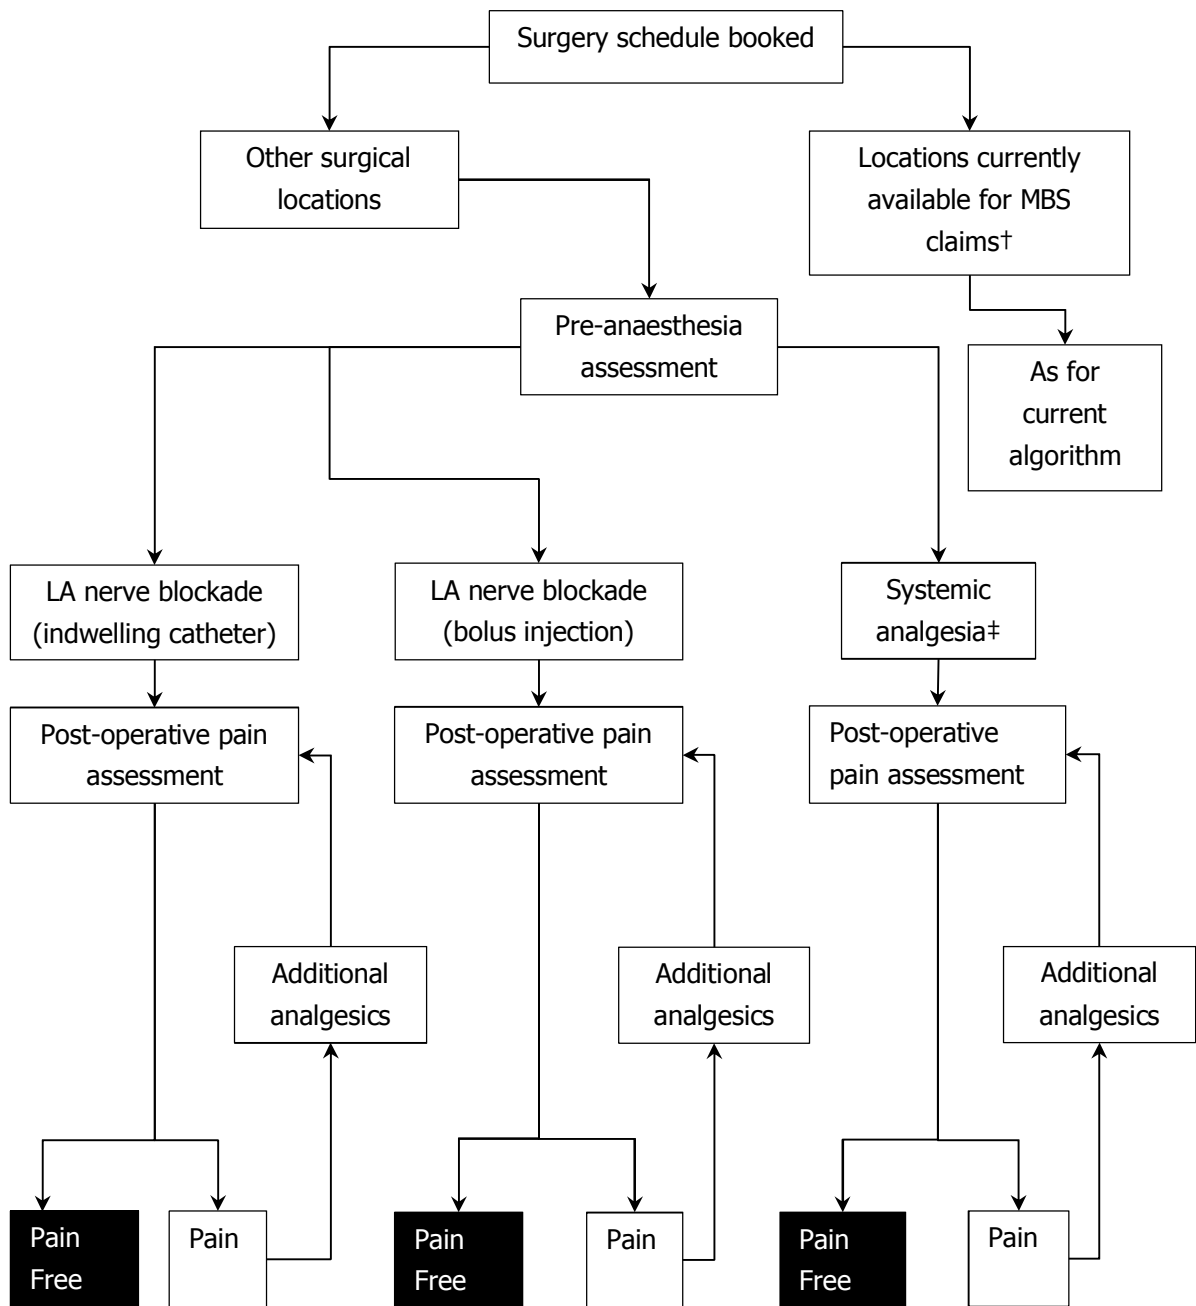 Surgery schedule booked
Other surgical
locations
Locations currently
available for MBS
claims†
Pre-anaesthesia
assessment
As for
current
algorithm
LA nerve blockade
(indwelling catheter)
LA nerve blockade
(bolus injection)
Systemic
analgesia‡
Post-operative pain
assessment
Post-operative pain
assessment
Post-operative
pain assessment
Additional
analgesics
Additional
analgesics
Additional
analgesics
Pain
Free
Pain
Pain
Free
Pain
Pain
Free
Pain